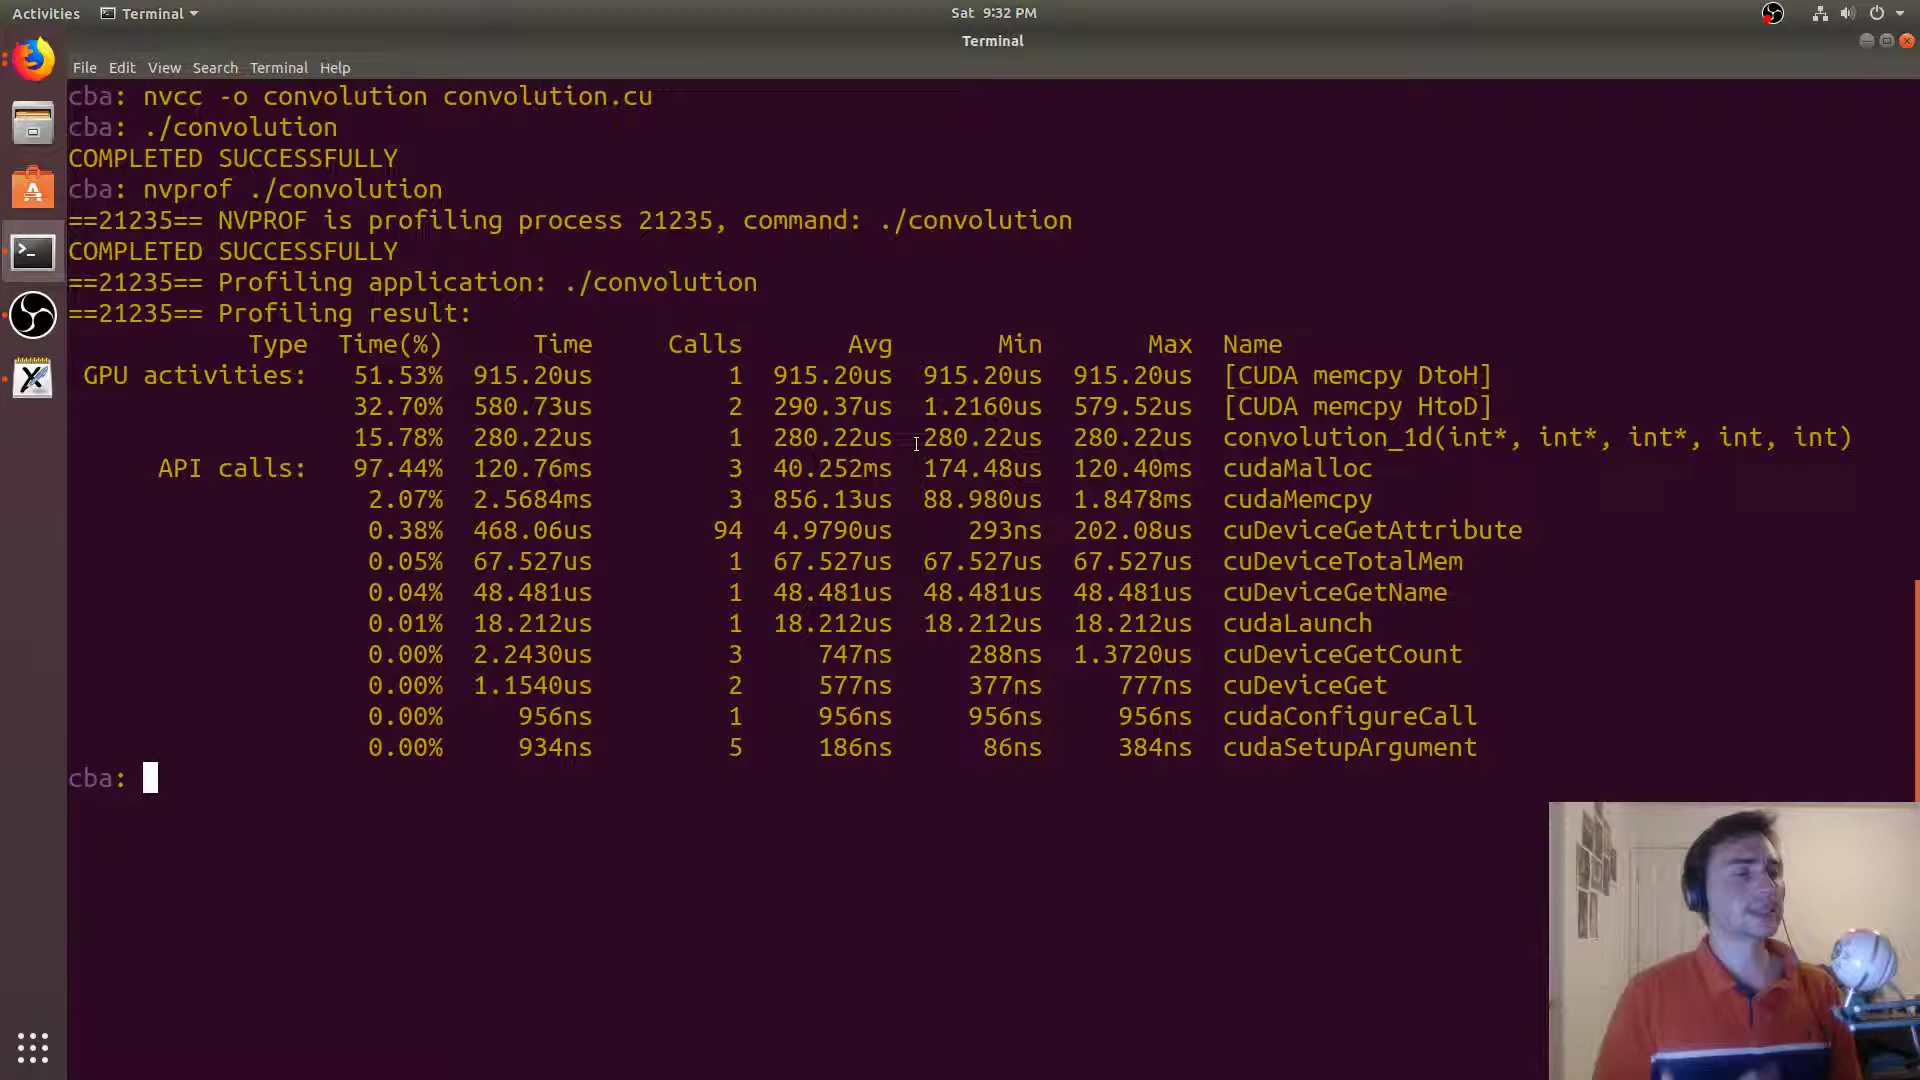 Activities Terminal Sat 9:32 PM
Terminal
File Edit View Search Terminal Help
cba: nvcc -o convolution convolution.cu
cba: ./convolution
COMPLETED SUCCESSFULLY
cba: nvprof ./convolution
==21235== NVPROF is profiling process 21235, command: ./convolution
COMPLETED SUCCESSFULLY
==21235== Profiling application: ./convolution
==21235== Profiling result:
Type Time(%) Time Calls Avg Min Max Name
GPU activities: 51.53% 915.20us 1 915.20us 915.20us 915.20us [CUDA memcpy DtoH]
32.70% 580.73us 2 290.37us 1.2160us 579.52us [CUDA memcpy HtoD]
15.78% 280.22us 1 280.22us 280.22us 280.22us convolution_1d(int*, int*, int*, int, int)
API calls: 97.44% 120.76ms 3 40.252ms 174.48us 120.40ms cudaMalloc
2.07% 2.5684ms 3 856.13us 88.980us 1.8478ms cudaMemcpy
0.38% 468.06us 94 4.9790us 293ns 202.08us cuDeviceGetAttribute
0.05% 67.527us 1 67.527us 67.527us 67.527us cuDeviceTotalMem
0.04% 48.481us 1 48.481us 48.481us 48.481us cuDeviceGetName
0.01% 18.212us 1 18.212us 18.212us 18.212us cudaLaunch
0.00% 2.2430us 3 747ns 288ns 1.3720us cuDeviceGetCount
0.00% 1.1540us 2 577ns 377ns 777ns cuDeviceGet
0.00% 956ns 1 956ns 956ns 956ns cudaConfigureCall
0.00% 934ns 5 186ns 86ns 384ns cudaSetupArgument
cba: